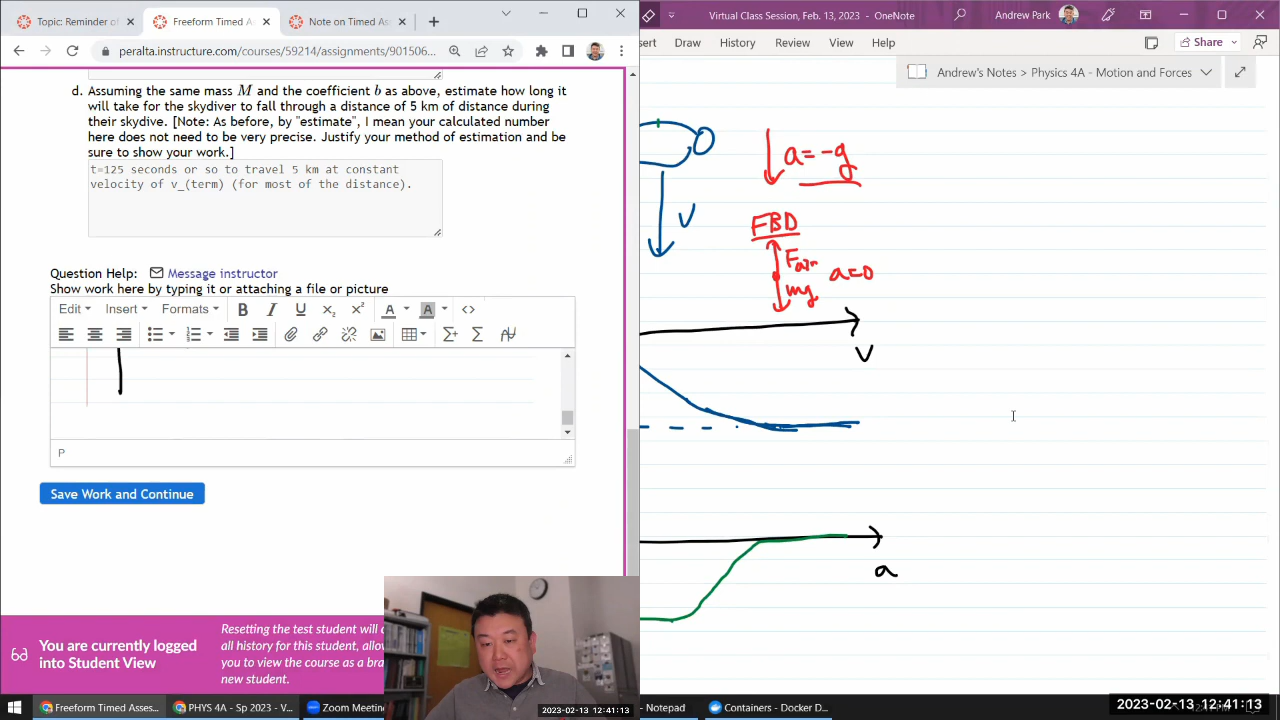 Topic: Reminder of
Freeform Timed As
Note on Timed Ass
Virtual Class Session, Feb. 13, 2023 - OneNote
Andrew Park
peralta.instructure.com/courses/59214/assignments/901506...
sert
Draw
History
Review
View
Help
Share
Andrew's Notes > Physics 4A - Motion and Forces
d. Assuming the same mass M and the coefficient b as above, estimate how long it
will take for the skydiver to fall through a distance of 5 km of distance during
their skydive. [Note: As before, by "estimate", I mean your calculated number
here does not need to be very precise. Justify your method of estimation and be
sure to show your work.]
t=125 seconds or so to travel 5 km at constant
velocity of v_(term) (for most of the distance).
Question Help: Message instructor
Show work here by typing it or attaching a file or picture
Edit Insert Formats B I U X₂ X² A A <>
P
Save Work and Continue
a = -g
V
FBD
Fair
a=0
mg
V
a
You are currently logged
into Student View
Resetting the test student will c
all history for this student, allow
you to view the course as a bra
new student.
Freeform Timed Asses...
PHYS 4A - Sp 2023 - V...
Zoom Meetin
- Notepad
Containers - Docker D...
2023-02-13 12:41:13
2023-02-13 12:41:13